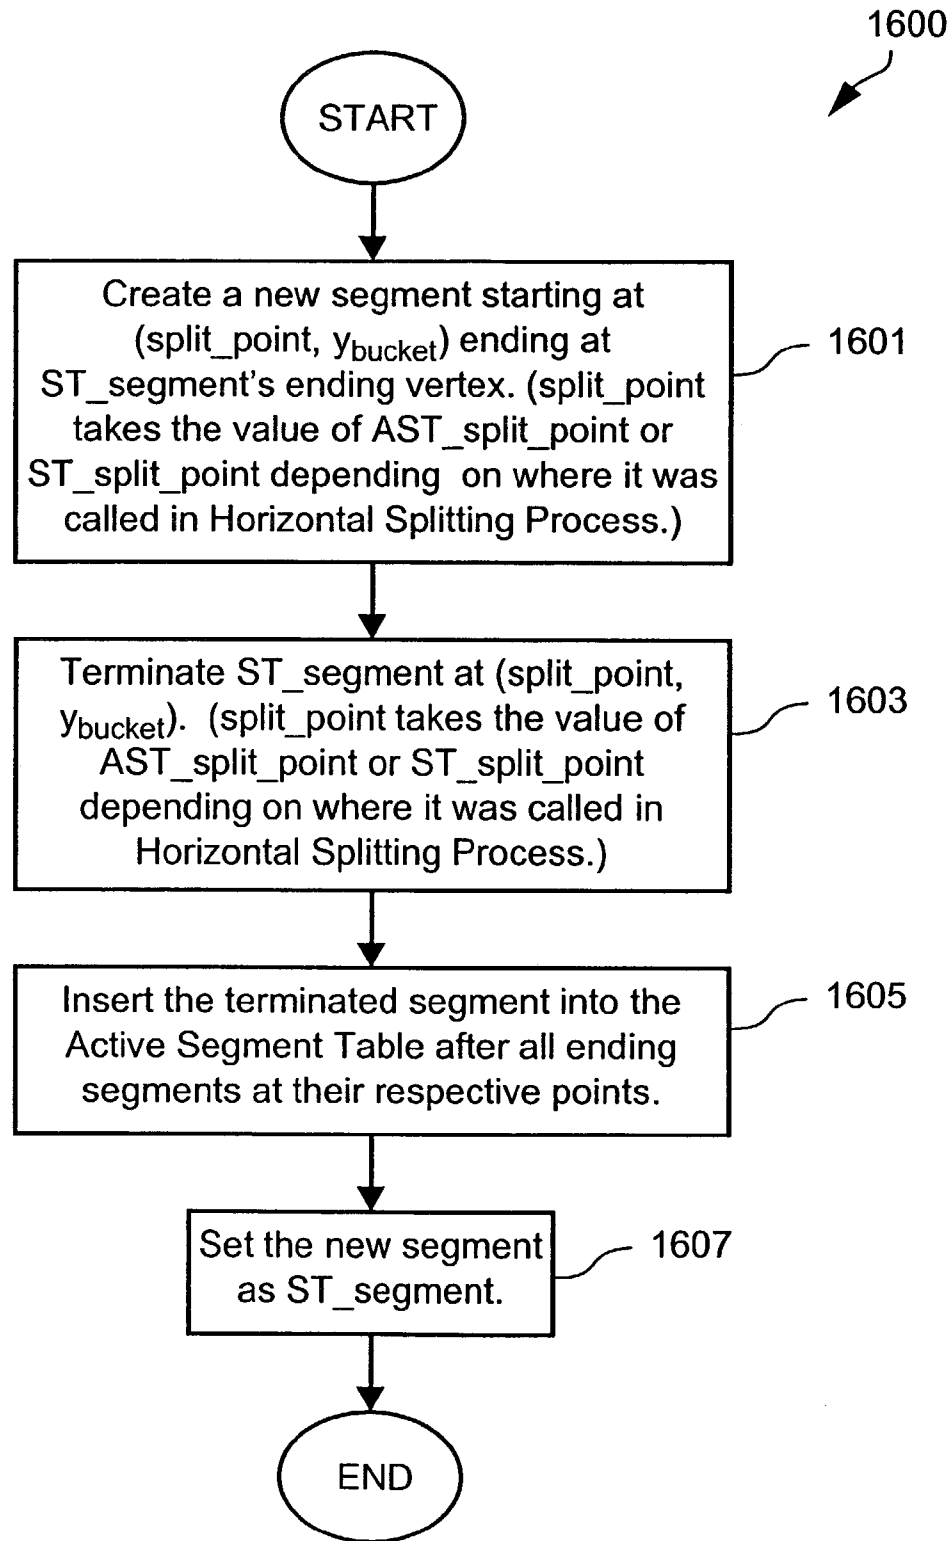 1600
START
Create a new segment starting at
(split_point, ybucket) ending at
ST_segment's ending vertex. (split_point
takes the value of AST_split_point or
ST_split_point depending on where it was
called in Horizontal Splitting Process.)
1601
Terminate ST_segment at (split_point,
ybucket). (split_point takes the value of
AST_split_point or ST_split_point
depending on where it was called in
Horizontal Splitting Process.)
1603
Insert the terminated segment into the
Active Segment Table after all ending
segments at their respective points.
1605
Set the new segment
as ST_segment.
1607
END